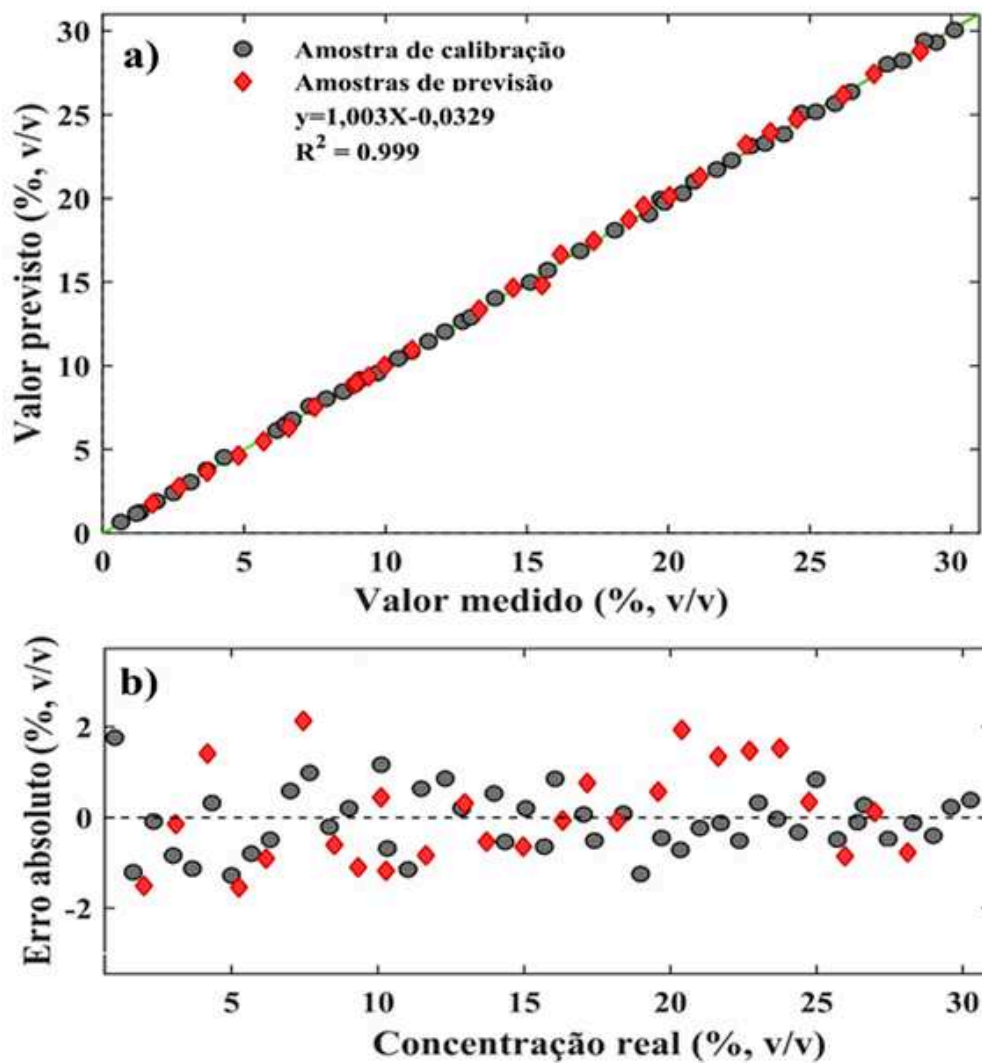 a)
Amostra de calibração
Amostras de previsão
y=1,003X-0,0329
R² = 0.999
Valor previsto (%, v/v)
30
25
20
15
10
5
0
0 5 10 15 20 25 30
Valor medido (%, v/v)
b)
Erro absoluto (%, v/v)
2
0
-2
5 10 15 20 25 30
Concentração real (%, v/v)